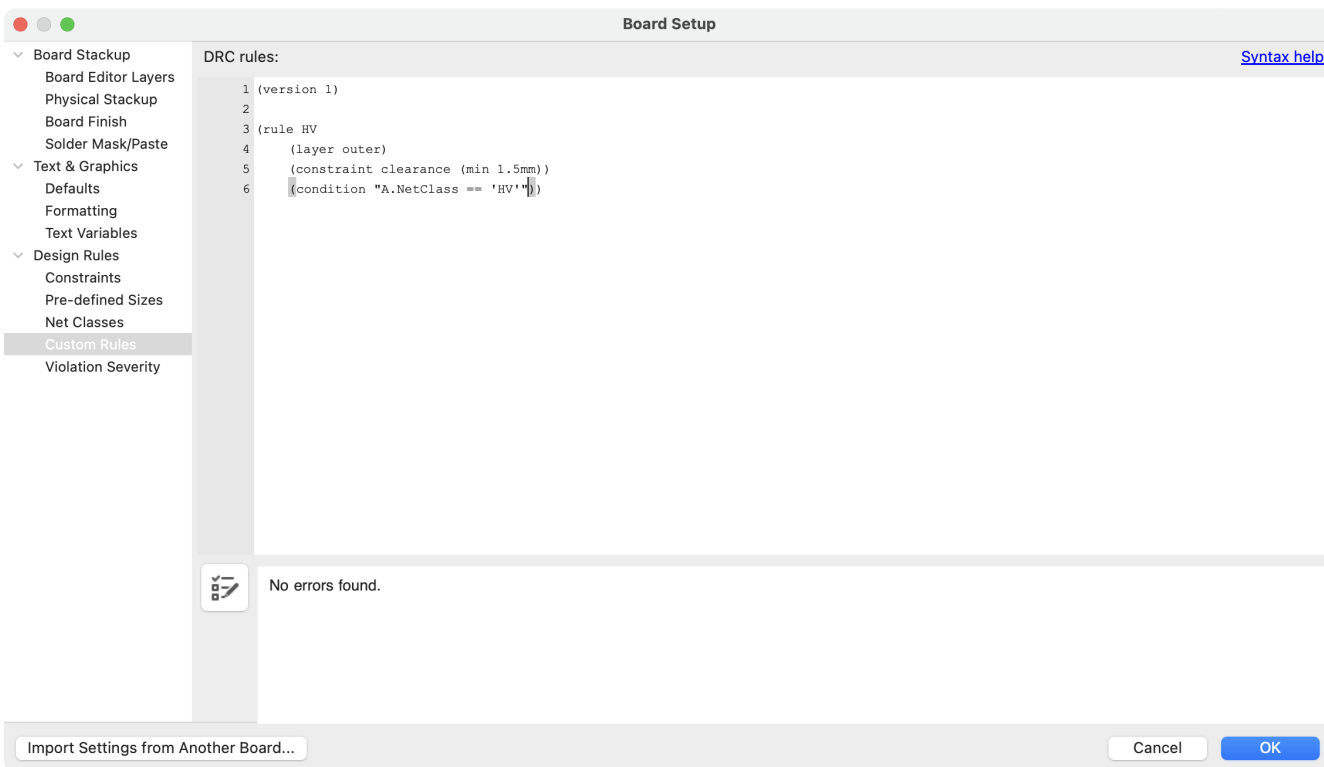 Board Setup
Board Stackup
Board Editor Layers
Physical Stackup
Board Finish
Solder Mask/Paste
Text & Graphics
Defaults
Formatting
Text Variables
Design Rules
Constraints
Pre-defined Sizes
Net Classes
Custom Rules
Violation Severity
DRC rules:
Syntax help
1 (version 1)
2
3 (rule HV
4 (layer outer)
5 (constraint clearance (min 1.5mm))
6 (condition "A.NetClass == 'HV'"))
No errors found.
Import Settings from Another Board...
Cancel
OK